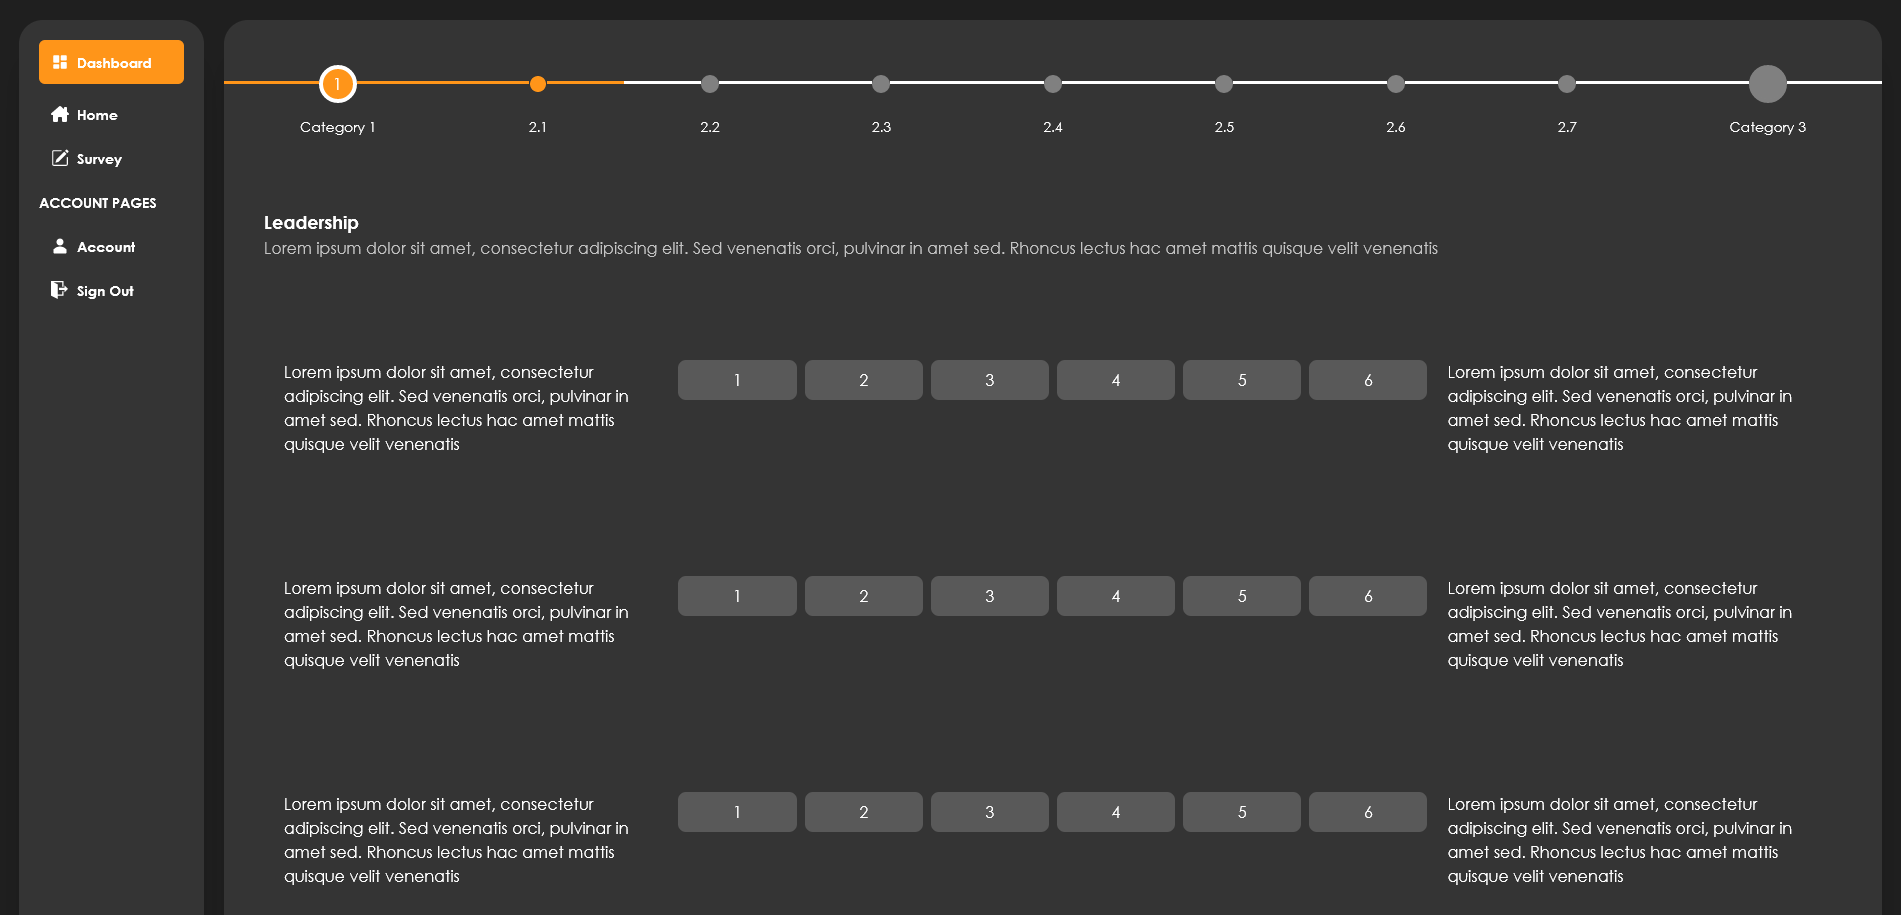 Dashboard
Home
Survey
ACCOUNT PAGES
Account
Sign Out
1
Category 1
2.1
2.2
2.3
2.4
2.5
2.6
2.7
Category 3
Leadership
Lorem ipsum dolor sit amet, consectetur adipiscing elit. Sed venenatis orci, pulvinar in amet sed. Rhoncus lectus hac amet mattis quisque velit venenatis
Lorem ipsum dolor sit amet, consectetur
adipiscing elit. Sed venenatis orci, pulvinar in
amet sed. Rhoncus lectus hac amet mattis
quisque velit venenatis
1
2
3
4
5
6
Lorem ipsum dolor sit amet, consectetur
adipiscing elit. Sed venenatis orci, pulvinar in
amet sed. Rhoncus lectus hac amet mattis
quisque velit venenatis
Lorem ipsum dolor sit amet, consectetur
adipiscing elit. Sed venenatis orci, pulvinar in
amet sed. Rhoncus lectus hac amet mattis
quisque velit venenatis
1
2
3
4
5
6
Lorem ipsum dolor sit amet, consectetur
adipiscing elit. Sed venenatis orci, pulvinar in
amet sed. Rhoncus lectus hac amet mattis
quisque velit venenatis
Lorem ipsum dolor sit amet, consectetur
adipiscing elit. Sed venenatis orci, pulvinar in
amet sed. Rhoncus lectus hac amet mattis
quisque velit venenatis
1
2
3
4
5
6
Lorem ipsum dolor sit amet, consectetur
adipiscing elit. Sed venenatis orci, pulvinar in
amet sed. Rhoncus lectus hac amet mattis
quisque velit venenatis